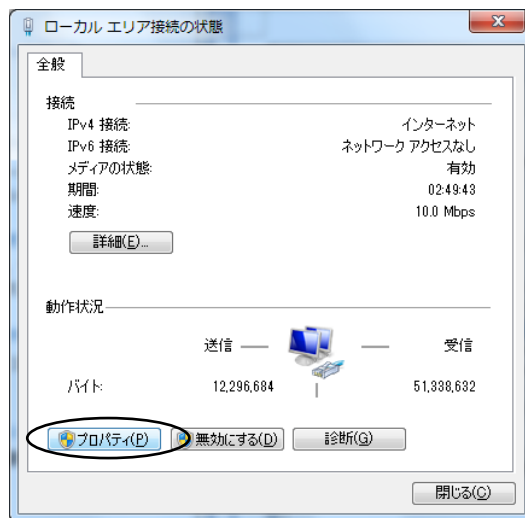 ローカル エリア接続の状態
全般
接続
IPv4 接続: インターネット
IPv6 接続: ネットワーク アクセスなし
メディアの状態: 有効
期間: 02:49:43
速度: 10.0 Mbps
詳細(E)...
動作状況
送信 受信
バイト: 12,296,684 51,338,632
プロパティ(P) 無効にする(D) 診断(G)
閉じる(C)